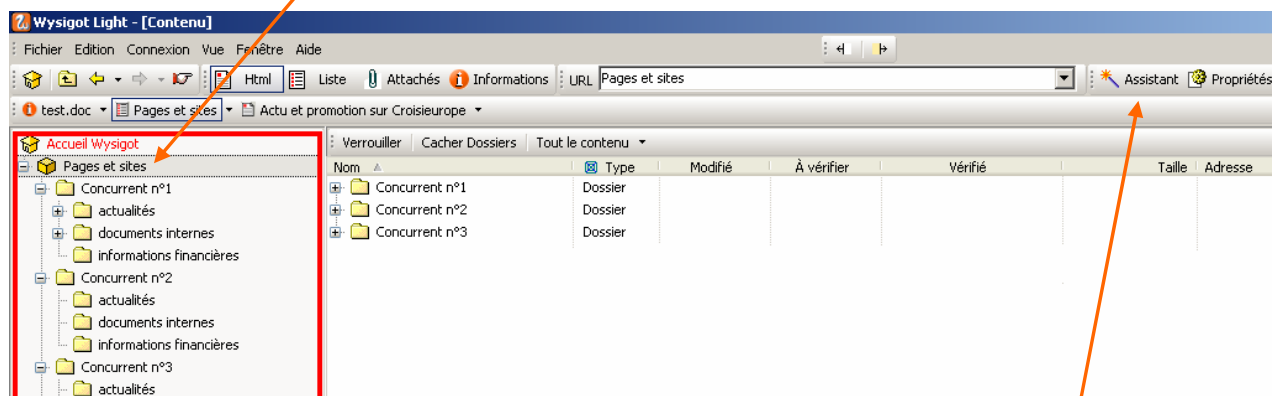 Wysigot Light - [Contenu]
Fichier Edition Connexion Vue Fenêtre Aide
Html Liste Attachés Informations URL Pages et sites Assistant Propriétés
test.doc Pages et sites Actu et promotion sur Croisieurope
Accueil Wysigot
Pages et sites
Concurrent n°1
actualités
documents internes
informations financières
Concurrent n°2
actualités
documents internes
informations financières
Concurrent n°3
actualités
Verrouiller Cacher Dossiers Tout le contenu
Nom Type Modifié À vérifier Vérifié Taille Adresse
Concurrent n°1 Dossier
Concurrent n°2 Dossier
Concurrent n°3 Dossier